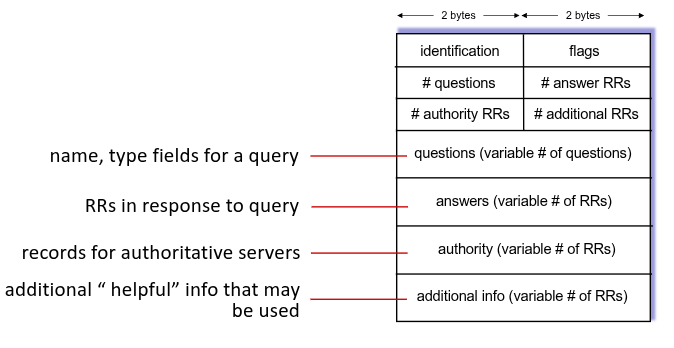 2 bytes 2 bytes
identification flags
# questions # answer RRs
# authority RRs # additional RRs
name, type fields for a query questions (variable # of questions)
RRs in response to query answers (variable # of RRs)
records for authoritative servers authority (variable # of RRs)
additional “ helpful” info that may additional info (variable # of RRs)
be used